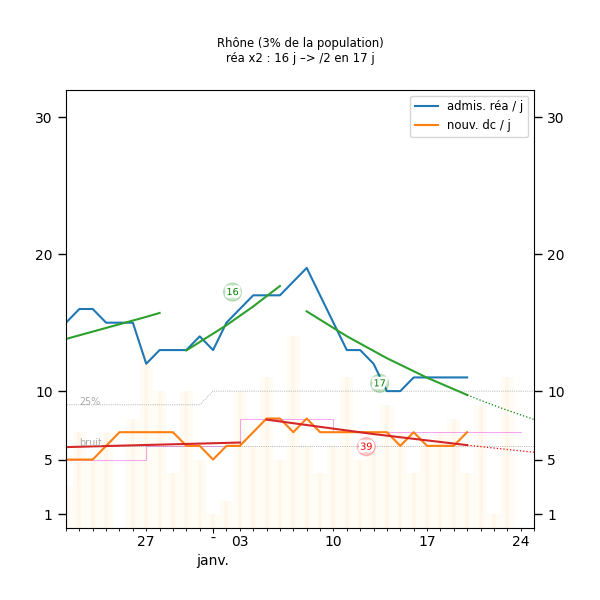 Rhône (3% de la population)
réa x2 : 16 j –> /2 en 17 j
admis. réa / j
nouv. dc / j
30 30
20 20
16
17
10 10
25%
bruit
39
5 5
1 1
27 - 03 10 17 24
janv.